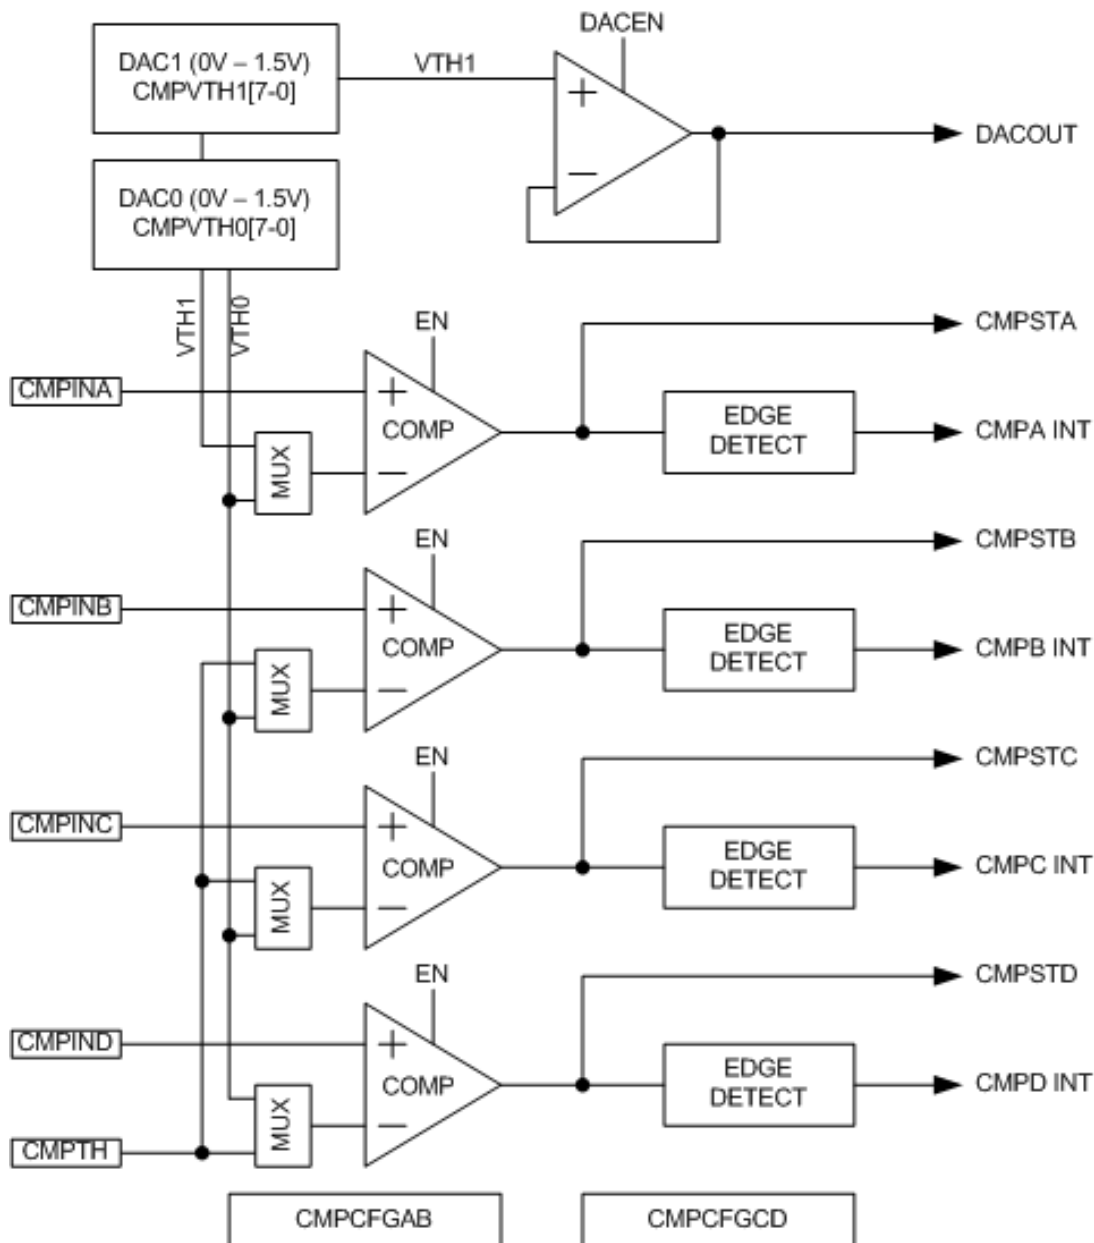 DACEN
DAC1 (0V – 1.5V)
CMPVTH1[7-0]
VTH1
+
−
DACOUT
DAC0 (0V – 1.5V)
CMPVTH0[7-0]
VTH1
VTH0
EN
CMPSTA
CMPINA
+
COMP
−
MUX
EDGE
DETECT
CMPA INT
EN
CMPSTB
CMPINB
+
COMP
−
MUX
EDGE
DETECT
CMPB INT
EN
CMPSTC
CMPINC
+
COMP
−
MUX
EDGE
DETECT
CMPC INT
EN
CMPSTD
CMPIND
+
COMP
−
MUX
EDGE
DETECT
CMPD INT
CMPTH
CMPCFGAB
CMPCFGCD